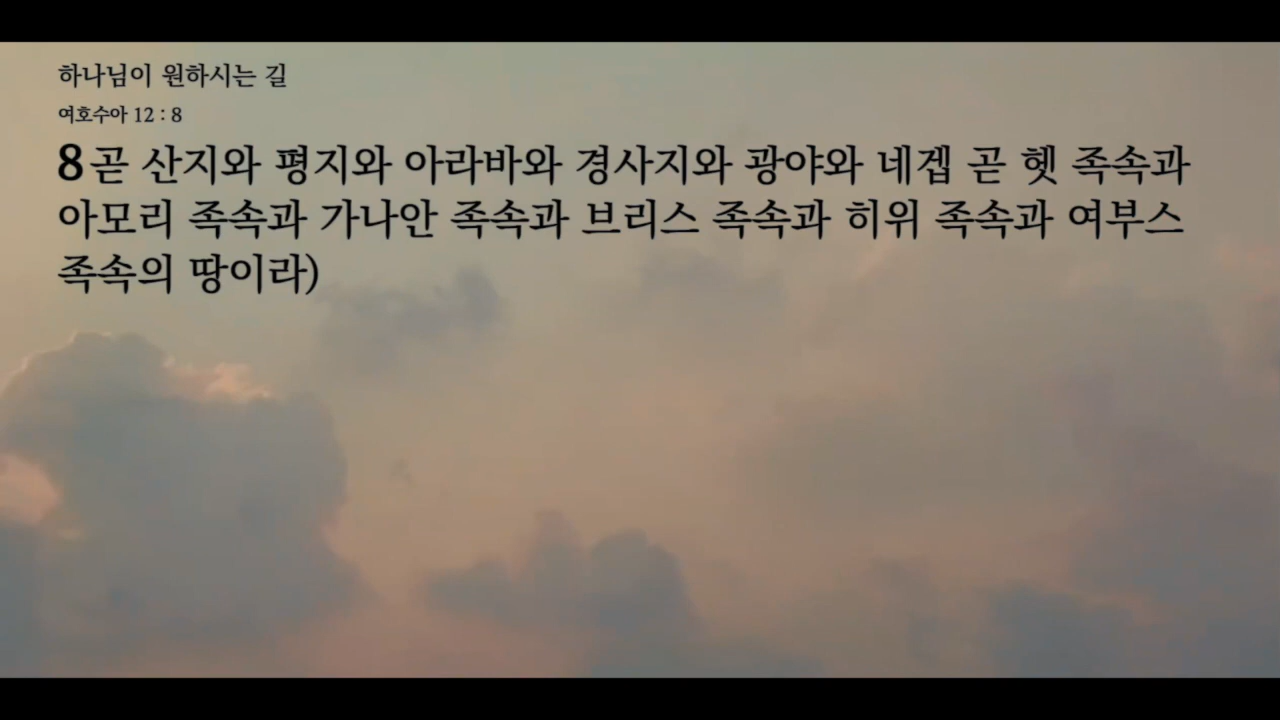 하나님이 원하시는 길
여호수아 12 : 8
8곧 산지와 평지와 아라바와 경사지와 광야와 네겝 곧 헷 족속과
아모리 족속과 가나안 족속과 브리스 족속과 히위 족속과 여부스
족속의 땅이라)